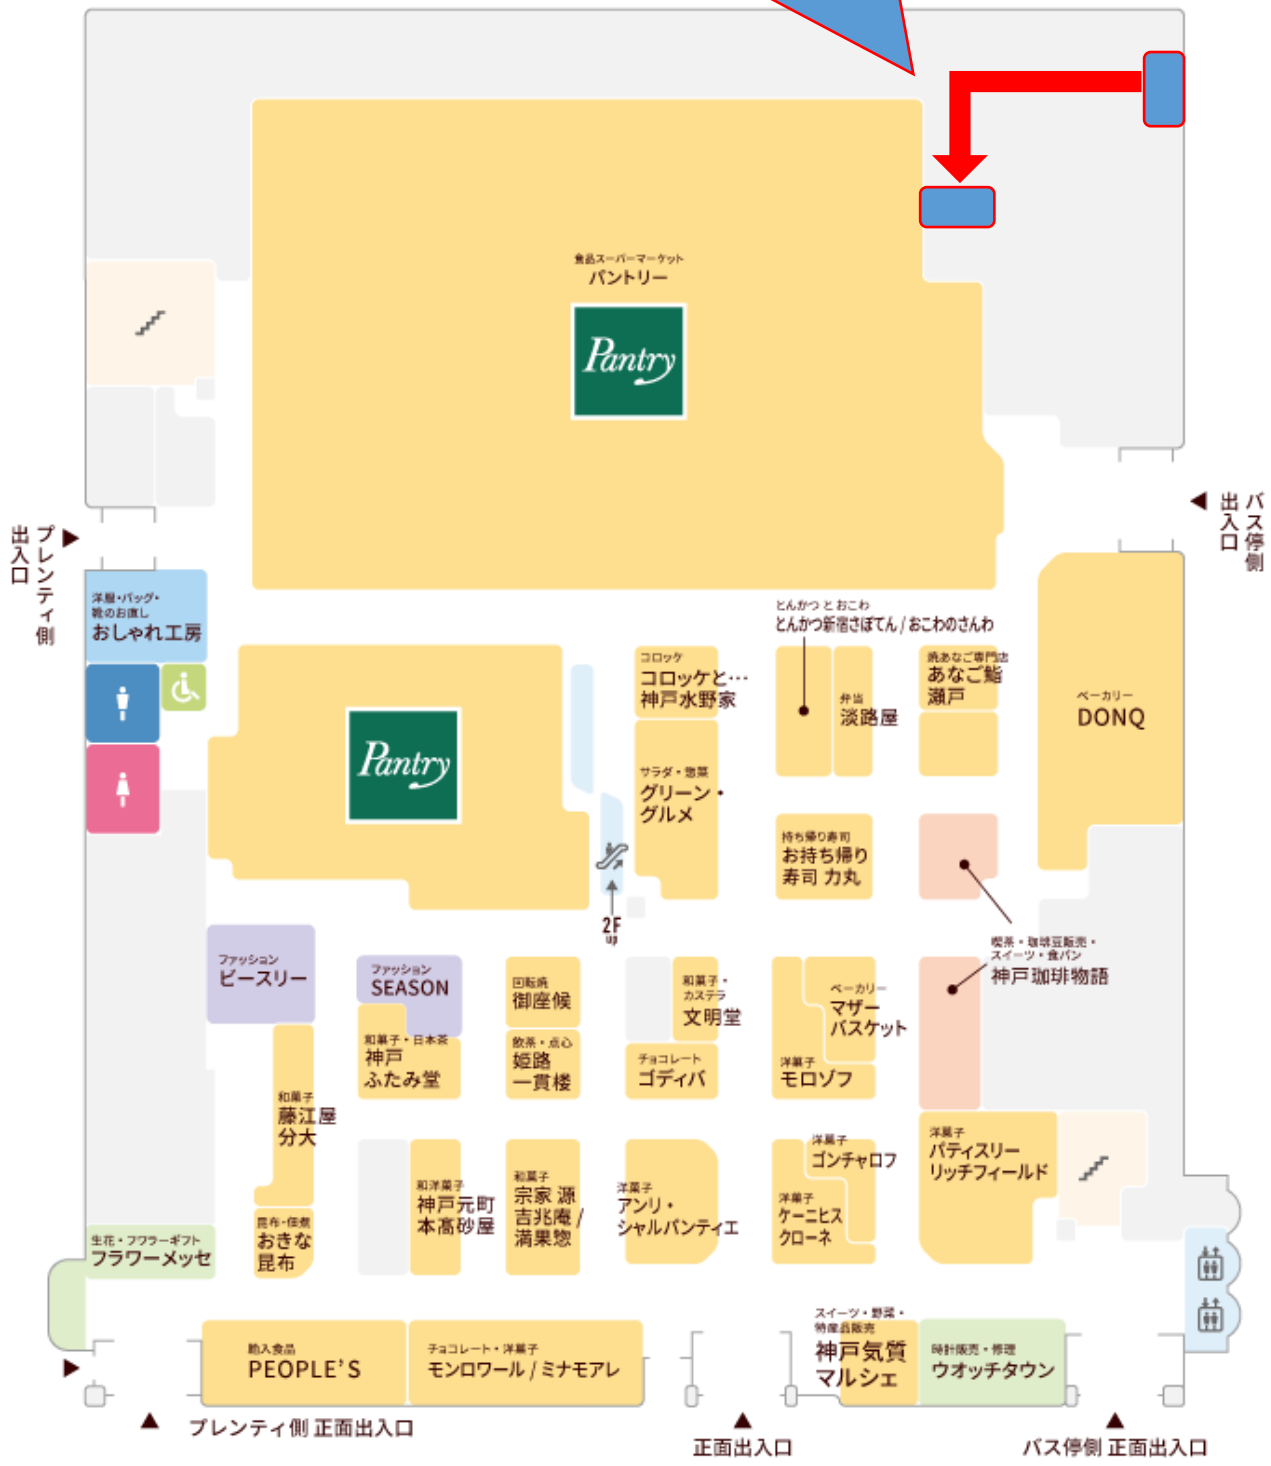 食品スーパーマーケット
パントリー
Pantry
プレンティ側
出入口
バス停側
出入口
洋服・バッグ・
靴のお直し
おしゃれ工房
Pantry
2F
up
コロッケ
コロッケと…
神戸水野家
サラダ・惣菜
グリーン・
グルメ
とんかつ と おこわ
とんかつ新宿さぼてん / おこわのさんわ
弁当
淡路屋
焼あなご専門店
あなご鮨
瀬戸
ベーカリー
DONQ
持ち帰り寿司
お持ち帰り
寿司 力丸
喫茶・珈琲豆販売・
スイーツ・食パン
神戸珈琲物語
ファッション
ビースリー
ファッション
SEASON
和菓子・日本茶
神戸
ふたみ堂
回転焼
御座候
飲茶・点心
姫路
一貫楼
和菓子・
カステラ
文明堂
チョコレート
ゴディバ
ベーカリー
マザー
バスケット
洋菓子
モロゾフ
和菓子
藤江屋
分大
昆布・佃煮
おきな
昆布
和洋菓子
神戸元町
本髙砂屋
和菓子
宗家 源
吉兆庵 /
満果惣
洋菓子
アンリ・
シャルパンティエ
洋菓子
ゴンチャロフ
洋菓子
ケーニヒス
クローネ
洋菓子
パティスリー
リッチフィールド
生花・フワラーギフト
フラワーメッセ
輸入食品
PEOPLE'S
チョコレート・洋菓子
モンロワール / ミナモアレ
スイーツ・野菜・
特産品販売
神戸気質
マルシェ
時計販売・修理
ウオッチタウン
プレンティ側 正面出入口
正面出入口
バス停側 正面出入口